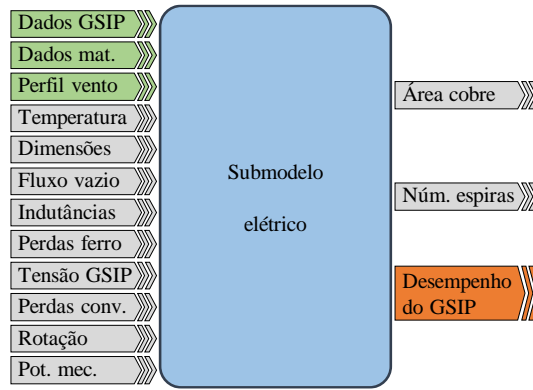 Dados GSIP
Dados mat.
Perfil vento
Temperatura
Dimensões
Fluxo vazio
Indutâncias
Perdas ferro
Tensão GSIP
Perdas conv.
Rotação
Pot. mec.
Submodelo
elétrico
Área cobre
Núm. espiras
Desempenho
do GSIP